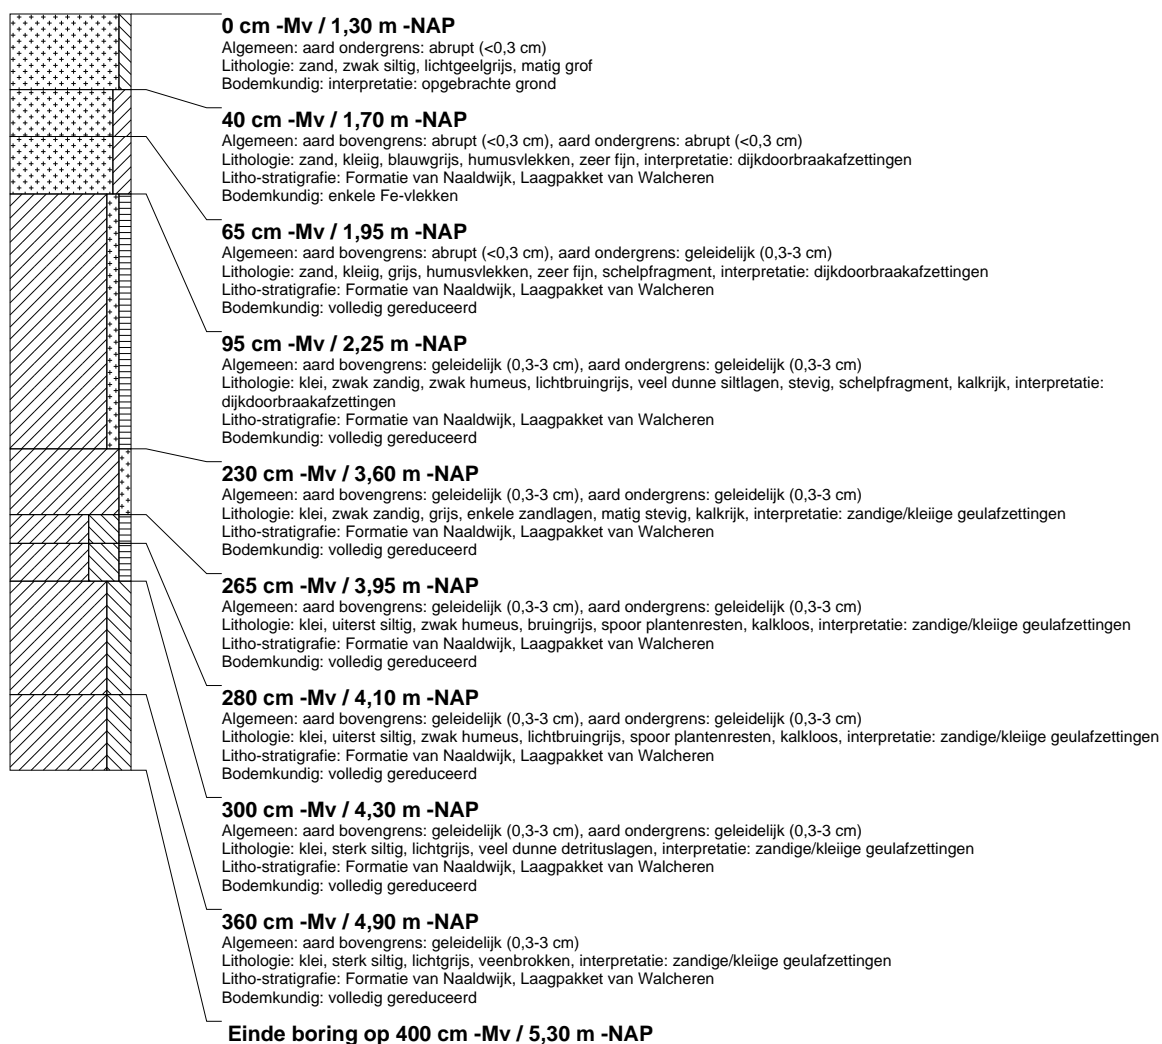 0 cm -Mv / 1,30 m -NAP
Algemeen: aard ondergrens: abrupt (<0,3 cm)
Lithologie: zand, zwak siltig, lichtgeelgrijs, matig grof
Bodemkundig: interpretatie: opgebrachte grond
40 cm -Mv / 1,70 m -NAP
Algemeen: aard bovengrens: abrupt (<0,3 cm), aard ondergrens: abrupt (<0,3 cm)
Lithologie: zand, kleiig, blauwgrijs, humusvlekken, zeer fijn, interpretatie: dijkdoorbraakafzettingen
Litho-stratigrafie: Formatie van Naaldwijk, Laagpakket van Walcheren
Bodemkundig: enkele Fe-vlekken
65 cm -Mv / 1,95 m -NAP
Algemeen: aard bovengrens: abrupt (<0,3 cm), aard ondergrens: geleidelijk (0,3-3 cm)
Lithologie: zand, kleiig, grijs, humusvlekken, zeer fijn, schelpfragment, interpretatie: dijkdoorbraakafzettingen
Litho-stratigrafie: Formatie van Naaldwijk, Laagpakket van Walcheren
Bodemkundig: volledig gereduceerd
95 cm -Mv / 2,25 m -NAP
Algemeen: aard bovengrens: geleidelijk (0,3-3 cm), aard ondergrens: geleidelijk (0,3-3 cm)
Lithologie: klei, zwak zandig, zwak humeus, lichtbruingrijs, veel dunne siltlagen, stevig, schelpfragment, kalkrijk, interpretatie:
dijkdoorbraakafzettingen
Litho-stratigrafie: Formatie van Naaldwijk, Laagpakket van Walcheren
Bodemkundig: volledig gereduceerd
230 cm -Mv / 3,60 m -NAP
Algemeen: aard bovengrens: geleidelijk (0,3-3 cm), aard ondergrens: geleidelijk (0,3-3 cm)
Lithologie: klei, zwak zandig, grijs, enkele zandlagen, matig stevig, kalkrijk, interpretatie: zandige/kleiige geulafzettingen
Litho-stratigrafie: Formatie van Naaldwijk, Laagpakket van Walcheren
Bodemkundig: volledig gereduceerd
265 cm -Mv / 3,95 m -NAP
Algemeen: aard bovengrens: geleidelijk (0,3-3 cm), aard ondergrens: geleidelijk (0,3-3 cm)
Lithologie: klei, uiterst siltig, zwak humeus, bruingrijs, spoor plantenresten, kalkloos, interpretatie: zandige/kleiige geulafzettingen
Litho-stratigrafie: Formatie van Naaldwijk, Laagpakket van Walcheren
Bodemkundig: volledig gereduceerd
280 cm -Mv / 4,10 m -NAP
Algemeen: aard bovengrens: geleidelijk (0,3-3 cm), aard ondergrens: geleidelijk (0,3-3 cm)
Lithologie: klei, uiterst siltig, zwak humeus, lichtbruingrijs, spoor plantenresten, kalkloos, interpretatie: zandige/kleiige geulafzettingen
Litho-stratigrafie: Formatie van Naaldwijk, Laagpakket van Walcheren
Bodemkundig: volledig gereduceerd
300 cm -Mv / 4,30 m -NAP
Algemeen: aard bovengrens: geleidelijk (0,3-3 cm), aard ondergrens: geleidelijk (0,3-3 cm)
Lithologie: klei, sterk siltig, lichtgrijs, veel dunne detrituslagen, interpretatie: zandige/kleiige geulafzettingen
Litho-stratigrafie: Formatie van Naaldwijk, Laagpakket van Walcheren
Bodemkundig: volledig gereduceerd
360 cm -Mv / 4,90 m -NAP
Algemeen: aard bovengrens: geleidelijk (0,3-3 cm)
Lithologie: klei, sterk siltig, lichtgrijs, veenbrokken, interpretatie: zandige/kleiige geulafzettingen
Litho-stratigrafie: Formatie van Naaldwijk, Laagpakket van Walcheren
Bodemkundig: volledig gereduceerd
Einde boring op 400 cm -Mv / 5,30 m -NAP